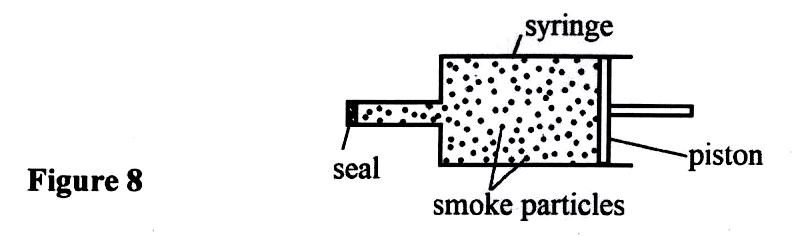 syringe
seal
piston
Figure 8
smoke particles